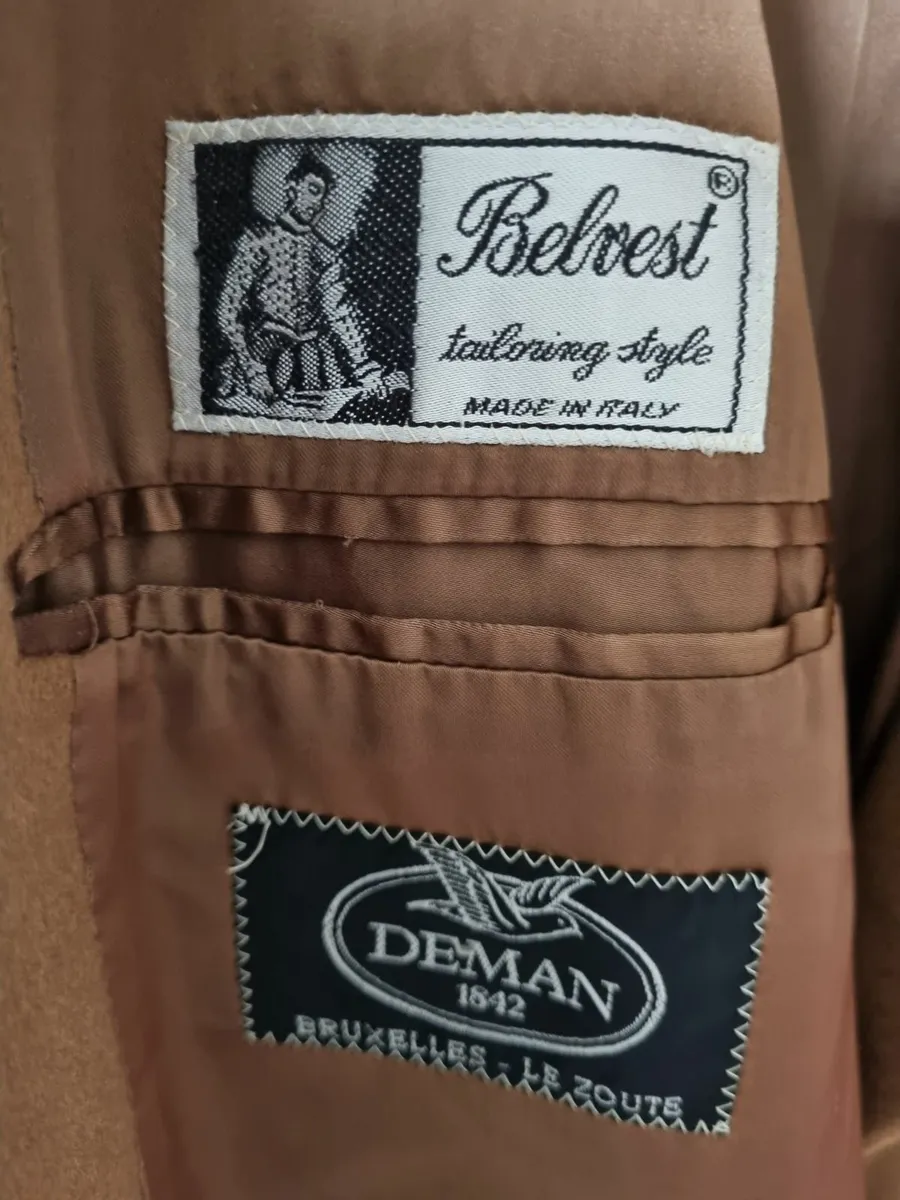 Belvest®
tailoring style
MADE IN ITALY
DEMAN
1842
BRUXELLES - LE ZOUTE